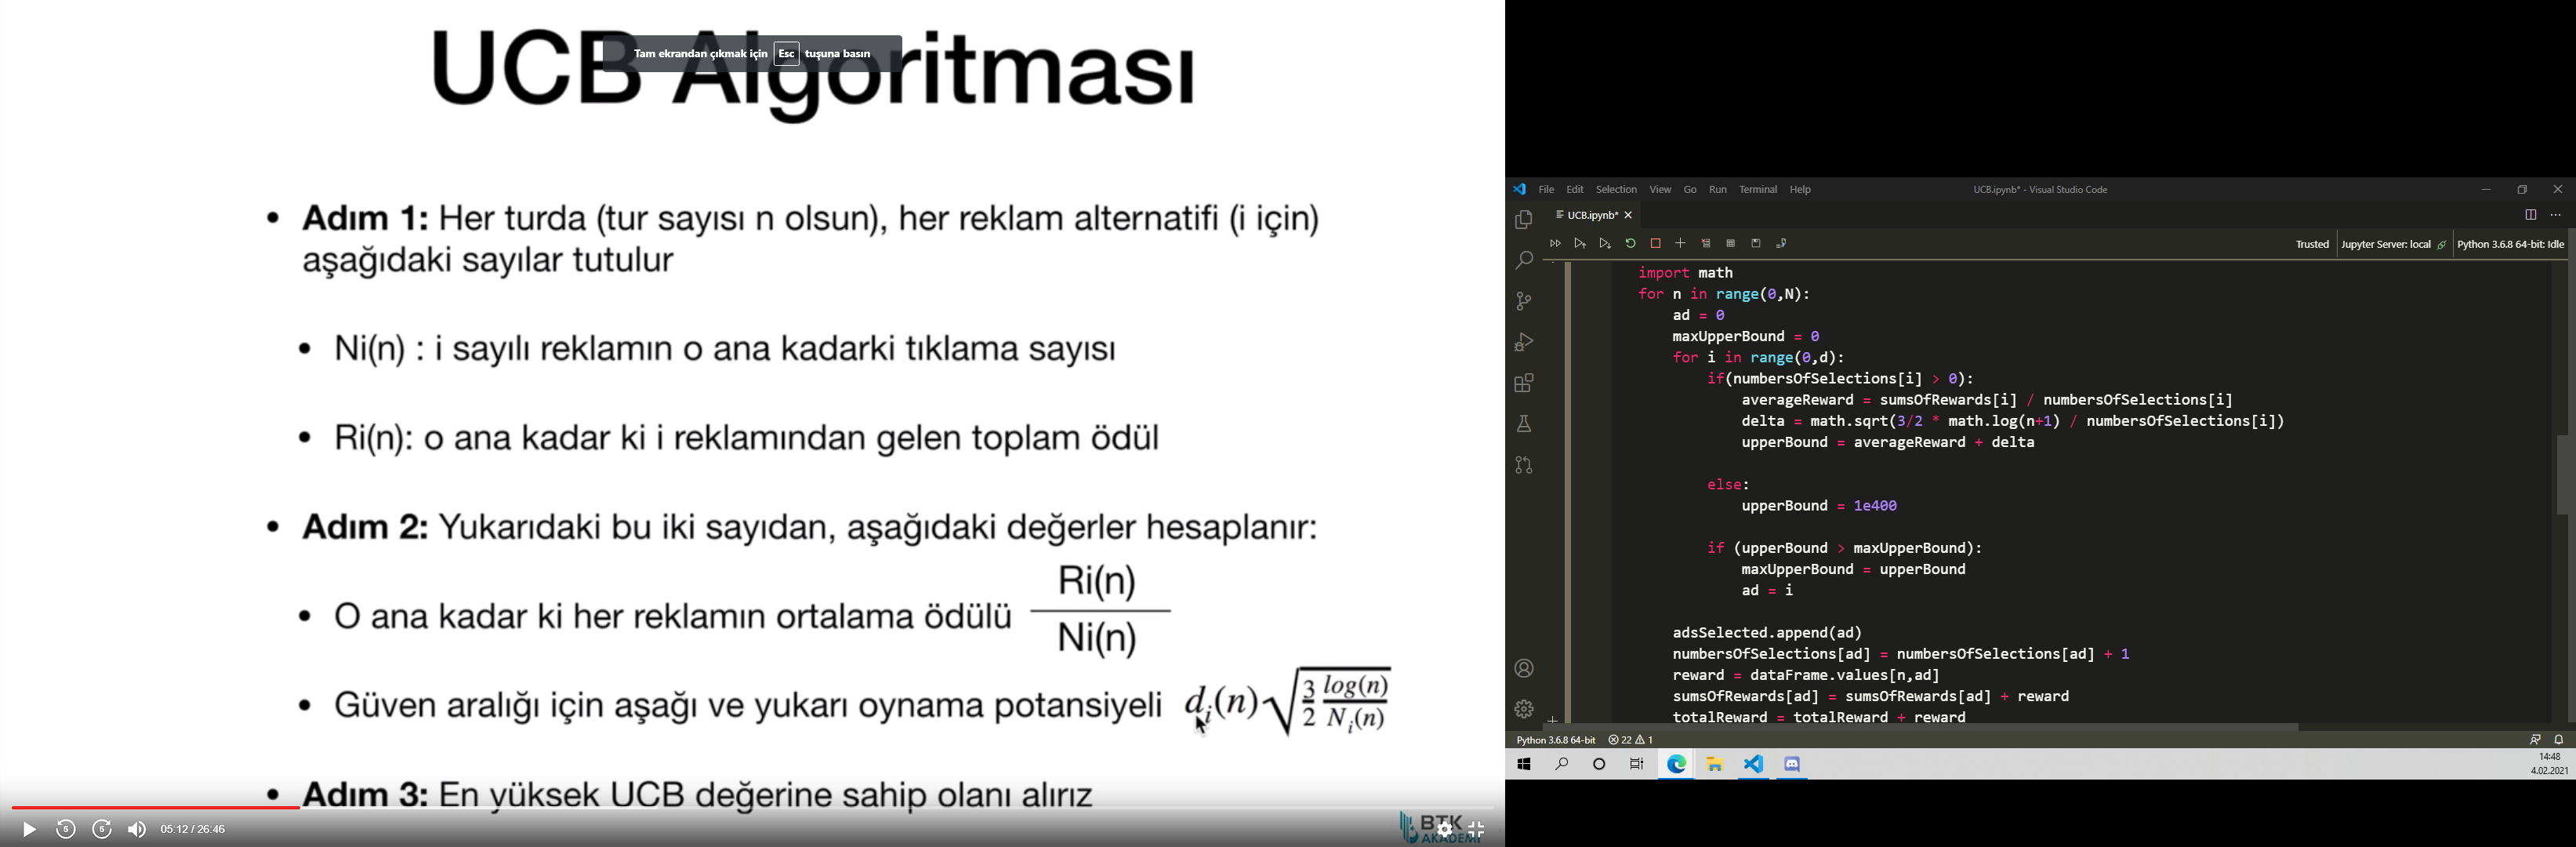 UCB Algoritması
Tam ekrandan çıkmak için Esc tuşuna basın
• Adım 1: Her turda (tur sayısı n olsun), her reklam alternatifi (i için)
aşağıdaki sayılar tutulur
• Ni(n) : i sayılı reklamın o ana kadarki tıklama sayısı
• Ri(n): o ana kadar ki i reklamından gelen toplam ödül
• Adım 2: Yukarıdaki bu iki sayıdan, aşağıdaki değerler hesaplanır:
• O ana kadar ki her reklamın ortalama ödülü Ri(n) / Ni(n)
• Güven aralığı için aşağı ve yukarı oynama potansiyeli di(n)√(3/2 log(n)/Ni(n))
• Adım 3: En yüksek UCB değerine sahip olanı alırız
5 5 05:12 / 26:46
BTK
AKADEMİ
File Edit Selection View Go Run Terminal Help UCB.ipynb* - Visual Studio Code
UCB.ipynb*
Trusted Jupyter Server: local Python 3.6.8 64-bit: Idle
import math
for n in range(0,N):
    ad = 0
    maxUpperBound = 0
    for i in range(0,d):
        if(numbersOfSelections[i] > 0):
            averageReward = sumsOfRewards[i] / numbersOfSelections[i]
            delta = math.sqrt(3/2 * math.log(n+1) / numbersOfSelections[i])
            upperBound = averageReward + delta
        else:
            upperBound = 1e400
        if (upperBound > maxUpperBound):
            maxUpperBound = upperBound
            ad = i
    adsSelected.append(ad)
    numbersOfSelections[ad] = numbersOfSelections[ad] + 1
    reward = dataFrame.values[n,ad]
    sumsOfRewards[ad] = sumsOfRewards[ad] + reward
    totalReward = totalReward + reward
Python 3.6.8 64-bit 22 1
14:48
4.02.2021